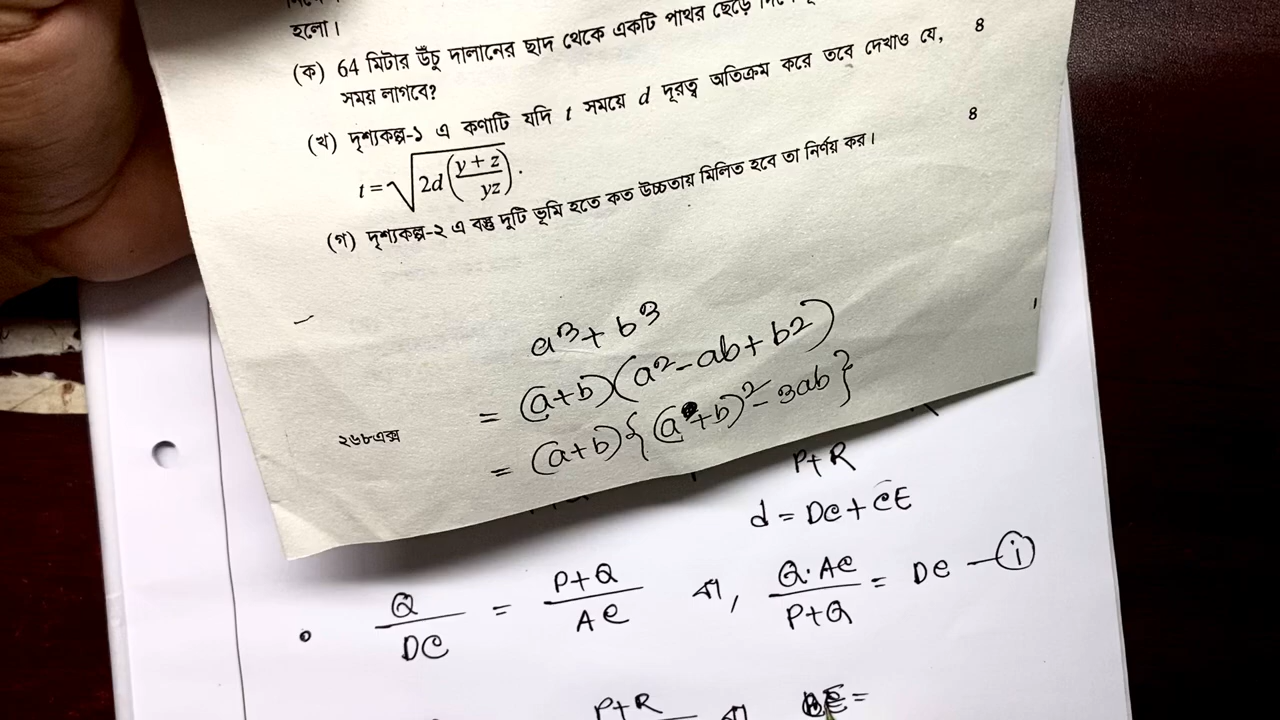 হলো।
(ক) 64 মিটার উঁচু দালানের ছাদ থেকে একটি পাথর ছেড়ে
সময় লাগবে?
(খ) দৃশ্যকল্প-১ এ কণাটি যদি t সময়ে d দূরত্ব অতিক্রম করে তবে দেখাও যে, 8
t = √2d(y + z / yz).
(গ) দৃশ্যকল্প-২ এ বস্তু দুটি ভূমি হতে কত উচ্চতায় মিলিত হবে তা নির্ণয় কর। 8
a³ + b³
= (a+b)(a² - ab + b2)
= (a+b){(a+b)² - 3ab}
২৬৮এক্স
P+R
d = DC + CE
Q / DC = P+Q / AC বা, Q·AC / P+Q = DC — i
P+R বা =